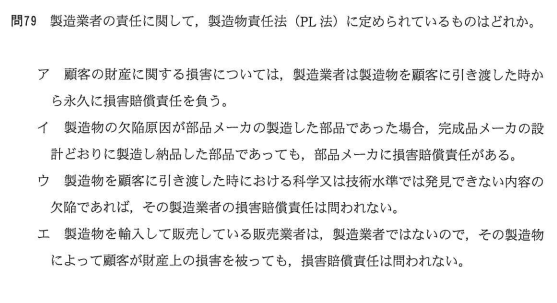 問79 製造業者の責任に関して，製造物責任法（PL法）に定められているものはどれか。
ア 顧客の財産に関する損害については，製造業者は製造物を顧客に引き渡した時か
ら永久に損害賠償責任を負う。
イ 製造物の欠陥原因が部品メーカの製造した部品であった場合，完成品メーカの設
計どおりに製造し納品した部品であっても，部品メーカに損害賠償責任がある。
ウ 製造物を顧客に引き渡した時における科学又は技術水準では発見できない内容の
欠陥であれば，その製造業者の損害賠償責任は問われない。
エ 製造物を輸入して販売している販売業者は，製造業者ではないので，その製造物
によって顧客が財産上の損害を被っても，損害賠償責任は問われない。